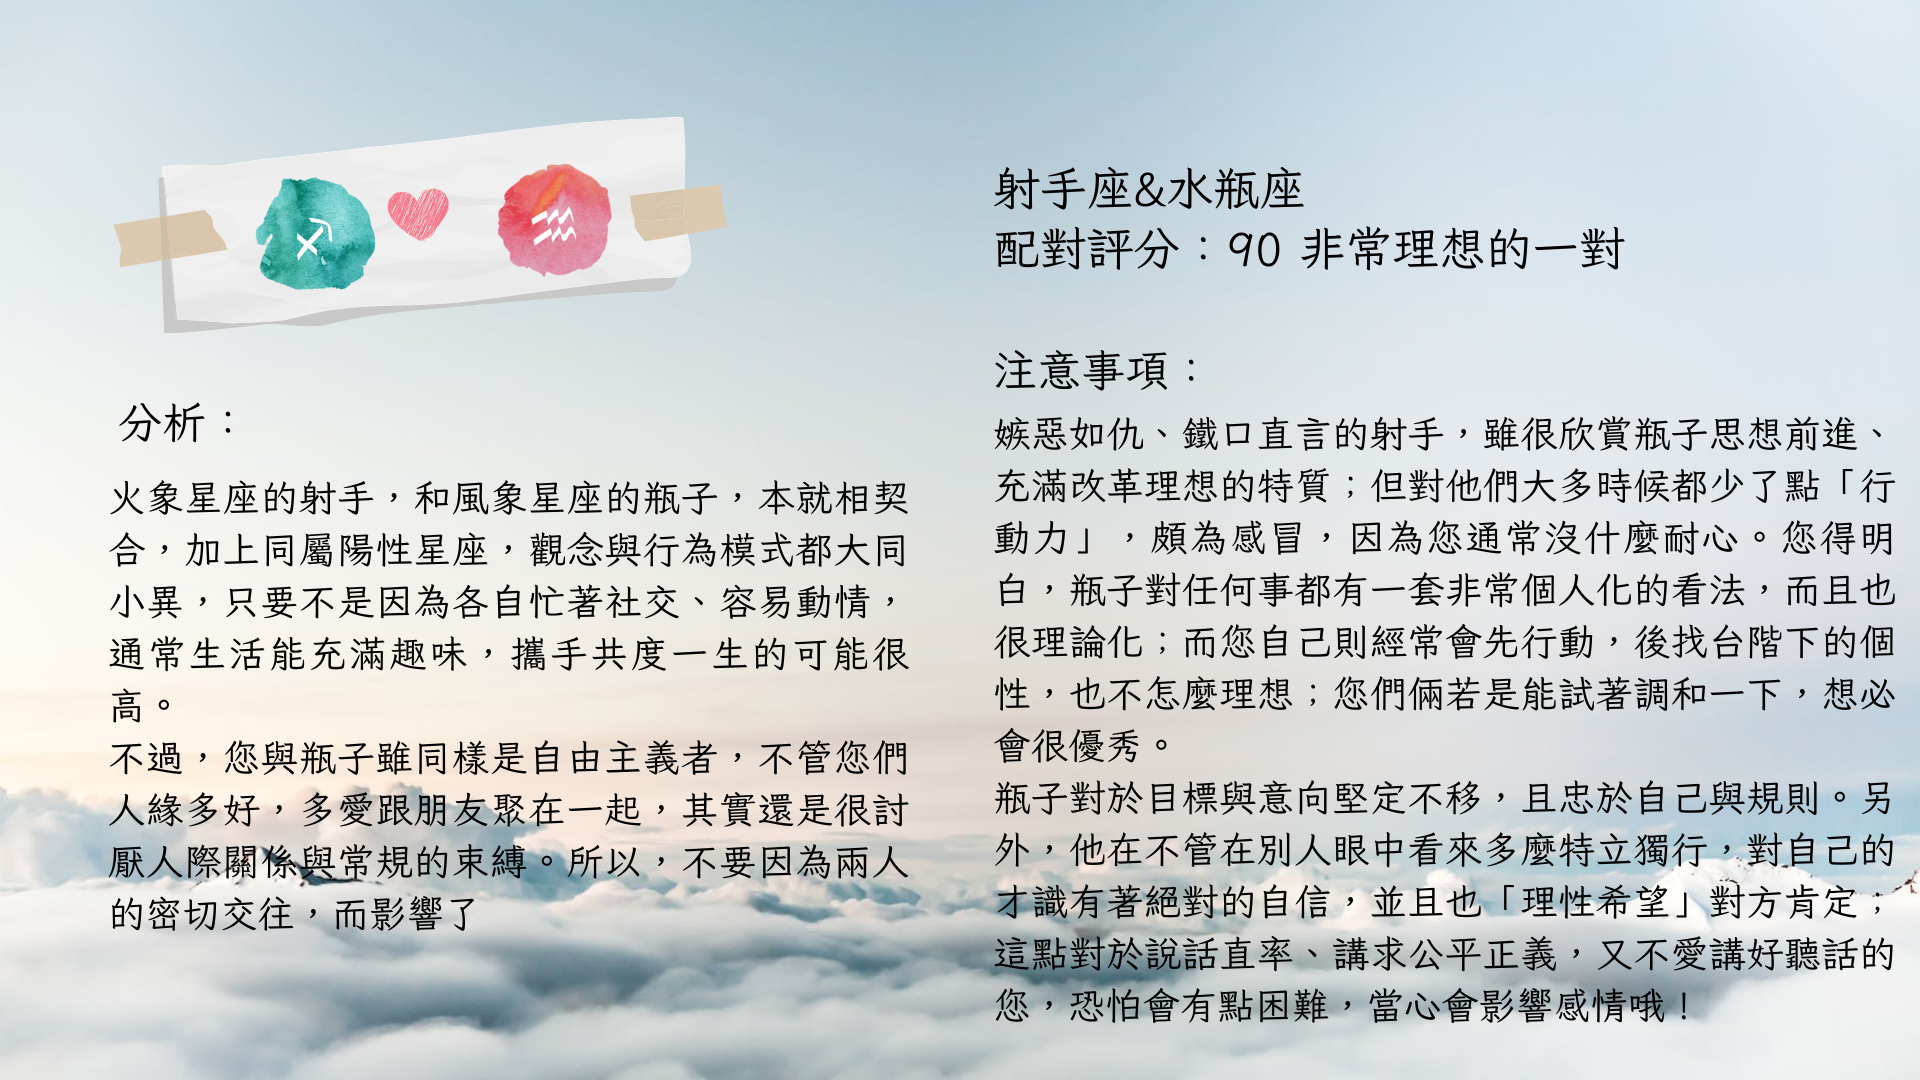 分析：
火象星座的射手，和風象星座的瓶子，本就相契
合，加上同屬陽性星座，觀念與行為模式都大同
小異，只要不是因為各自忙著社交、容易動情，
通常生活能充滿趣味，攜手共度一生的可能很
高。
不過，您與瓶子雖同樣是自由主義者，不管您們
人緣多好，多愛跟朋友聚在一起，其實還是很討
厭人際關係與常規的束縛。所以，不要因為兩人
的密切交往，而影響了
射手座&水瓶座
配對評分：90 非常理想的一對
注意事項：
嫉惡如仇、鐵口直言的射手，雖很欣賞瓶子思想前進、
充滿改革理想的特質；但對他們大多時候都少了點「行
動力」，頗為感冒，因為您通常沒什麼耐心。您得明
白，瓶子對任何事都有一套非常個人化的看法，而且也
很理論化；而您自己則經常會先行動，後找台階下的個
性，也不怎麼理想；您們倆若是能試著調和一下，想必
會很優秀。
瓶子對於目標與意向堅定不移，且忠於自己與規則。另
外，他在不管在別人眼中看來多麼特立獨行，對自己的
才識有著絕對的自信，並且也「理性希望」對方肯定；
這點對於說話直率、講求公平正義，又不愛講好聽話的
您，恐怕會有點困難，當心會影響感情哦！